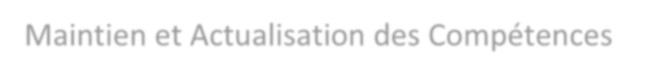 Maintien et Actualisation des Compétences